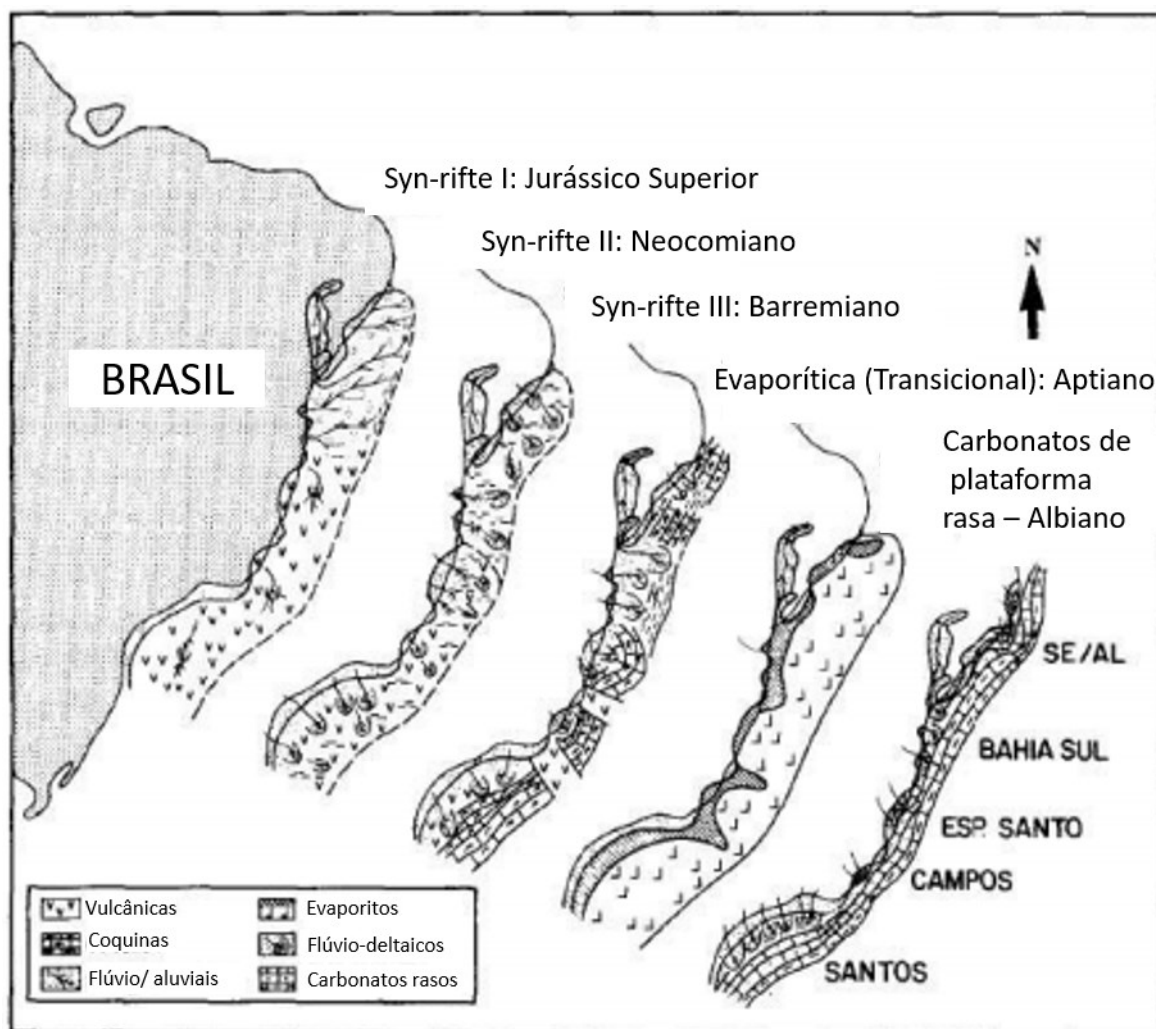 Syn-rifte I: Jurássico Superior
Syn-rifte II: Neocomiano
N
Syn-rifte III: Barremiano
BRASIL
Evaporítica (Transicional): Aptiano
Carbonatos de
plataforma
rasa – Albiano
SE/AL
BAHIA SUL
ESP. SANTO
CAMPOS
SANTOS
Vulcânicas
Evaporitos
Coquinas
Flúvio-deltaicos
Flúvio/ aluviais
Carbonatos rasos